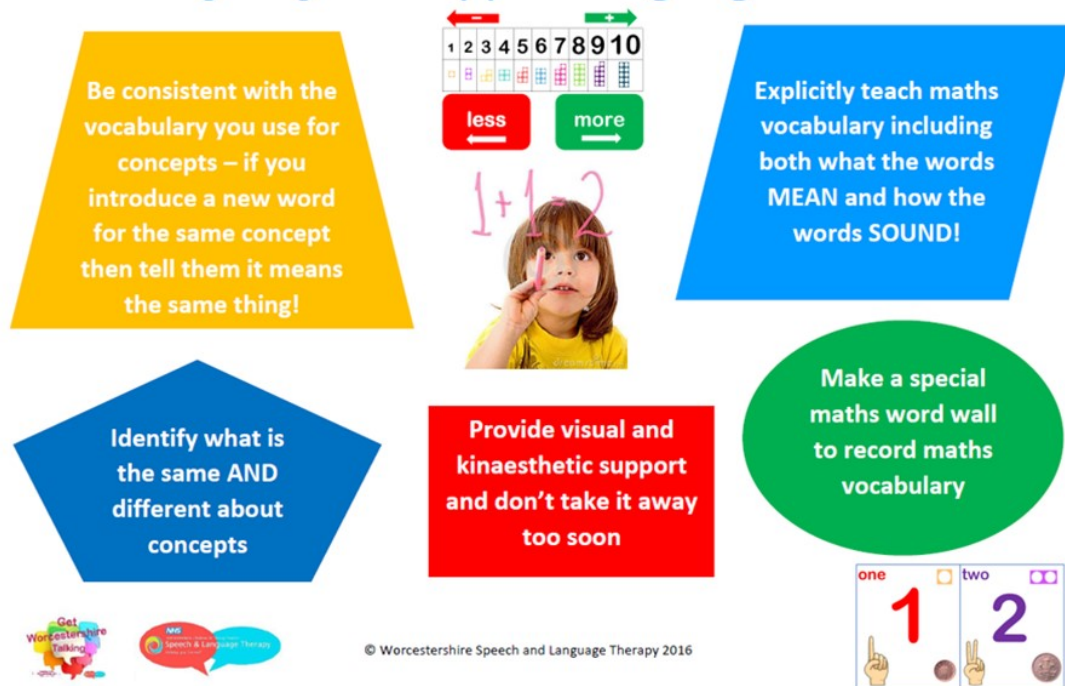 - +
1 2 3 4 5 6 7 8 9 10
less
more
Be consistent with the
vocabulary you use for
concepts – if you
introduce a new word
for the same concept
then tell them it means
the same thing!
1+1=2
Explicitly teach maths
vocabulary including
both what the words
MEAN and how the
words SOUND!
Identify what is
the same AND
different about
concepts
Provide visual and
kinaesthetic support
and don’t take it away
too soon
Make a special
maths word wall
to record maths
vocabulary
Get
Worcestershire
Talking
NHS
Speech & Language Therapy
© Worcestershire Speech and Language Therapy 2016
one
1
two
2